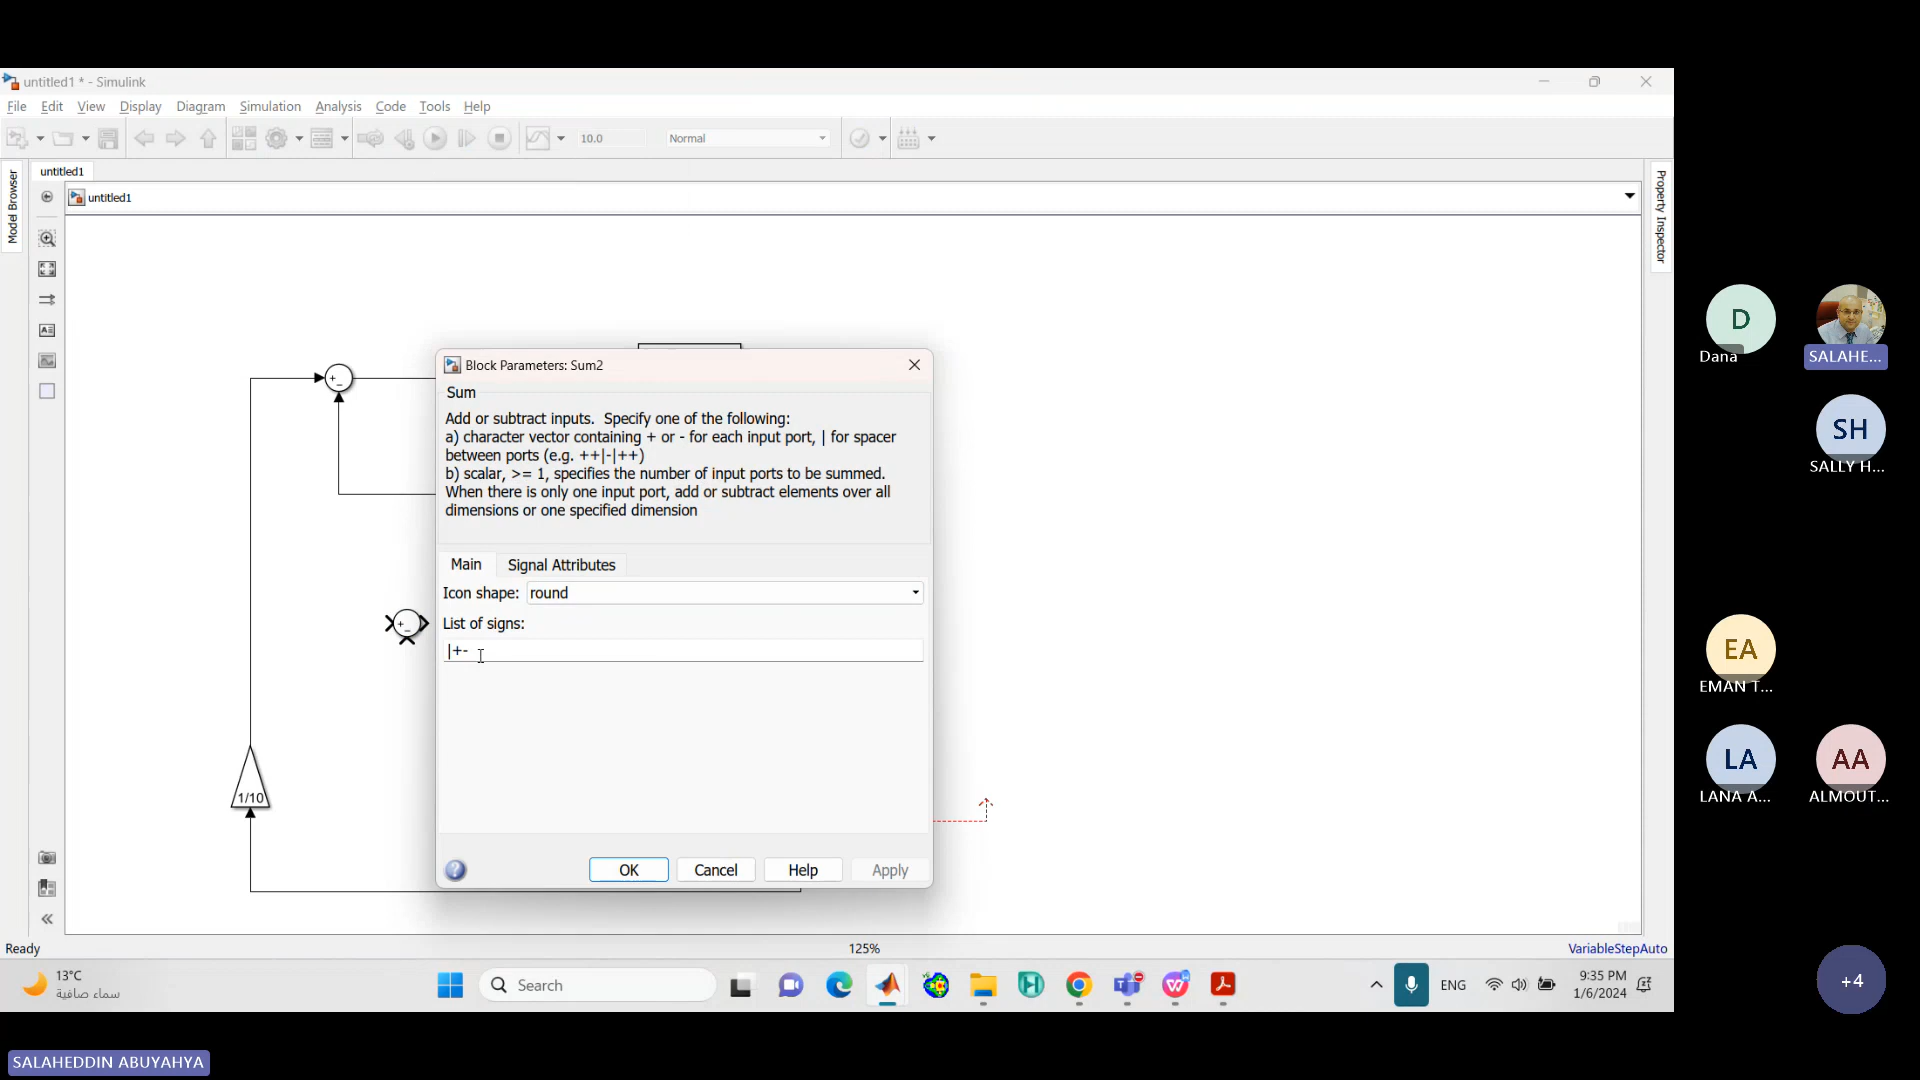 untitled1 * - Simulink
File Edit View Display Diagram Simulation Analysis Code Tools Help
10.0 Normal
untitled1
untitled1
Model Browser
Property Inspector
Block Parameters: Sum2
Sum
Add or subtract inputs. Specify one of the following:
a) character vector containing + or - for each input port, | for spacer
between ports (e.g. ++|-|++)
b) scalar, >= 1, specifies the number of input ports to be summed.
When there is only one input port, add or subtract elements over all
dimensions or one specified dimension
Main Signal Attributes
Icon shape: round
List of signs:
|+-
OK Cancel Help Apply
1/10
Ready 125% VariableStepAuto
13°C
سماء صافية
Search
ENG
9:35 PM
1/6/2024
D
Dana
SALAHE...
SH
SALLY H...
EA
EMAN T...
LA
LANA A...
AA
ALMOUT...
+4
SALAHEDDIN ABUYAHYA